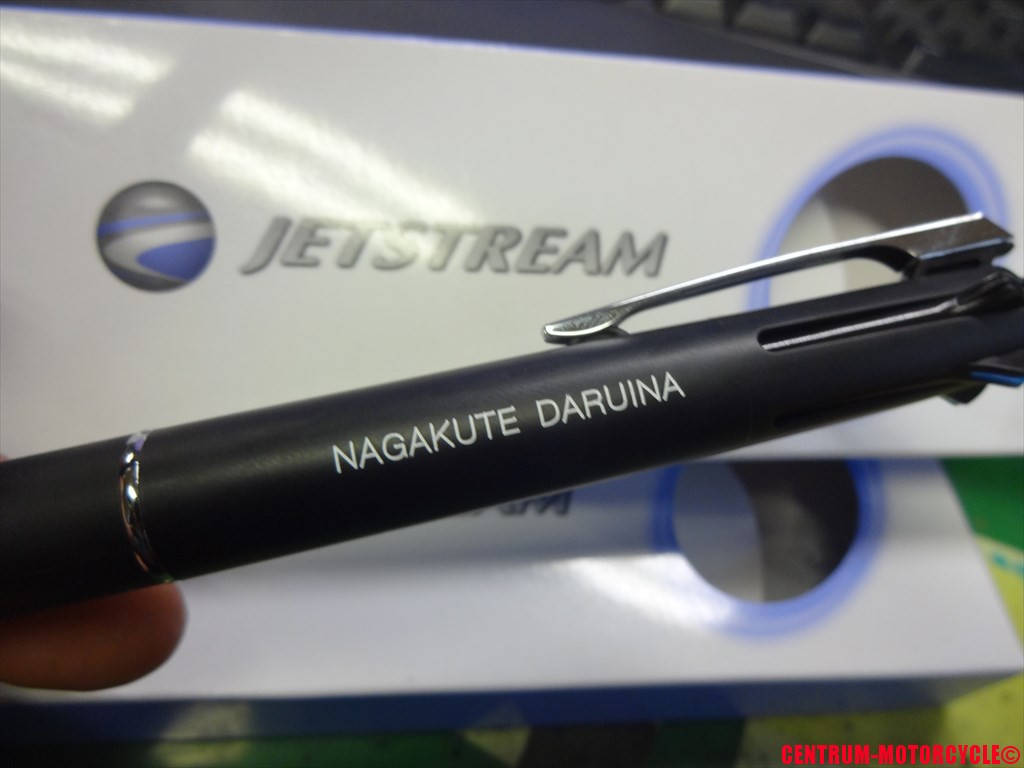 JETSTREAM
NAGAKUTE DARUINA
CENTRUM-MOTORCYCLE©